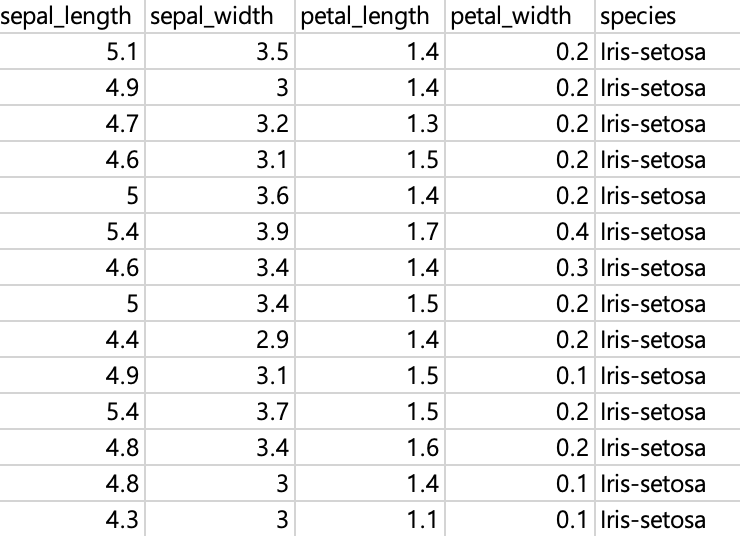 sepal_length sepal_width petal_length petal_width species
5.1 3.5 1.4 0.2 Iris-setosa
4.9 3 1.4 0.2 Iris-setosa
4.7 3.2 1.3 0.2 Iris-setosa
4.6 3.1 1.5 0.2 Iris-setosa
5 3.6 1.4 0.2 Iris-setosa
5.4 3.9 1.7 0.4 Iris-setosa
4.6 3.4 1.4 0.3 Iris-setosa
5 3.4 1.5 0.2 Iris-setosa
4.4 2.9 1.4 0.2 Iris-setosa
4.9 3.1 1.5 0.1 Iris-setosa
5.4 3.7 1.5 0.2 Iris-setosa
4.8 3.4 1.6 0.2 Iris-setosa
4.8 3 1.4 0.1 Iris-setosa
4.3 3 1.1 0.1 Iris-setosa